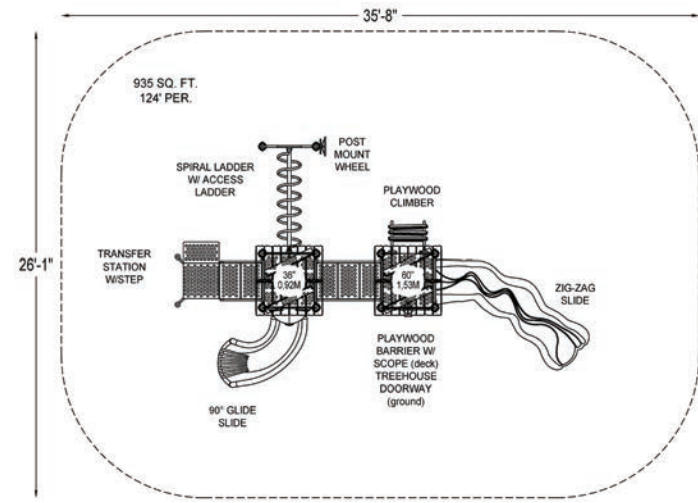 35'-8"
935 SQ. FT.
124' PER.
POST
MOUNT
WHEEL
SPIRAL LADDER
W/ ACCESS
LADDER
PLAYWOOD
CLIMBER
26'-1"
TRANSFER
STATION
W/STEP
36"
0,92M
60"
1,53M
ZIG-ZAG
SLIDE
PLAYWOOD
BARRIER W/
SCOPE (deck)
TREEHOUSE
DOORWAY
(ground)
90° GLIDE
SLIDE